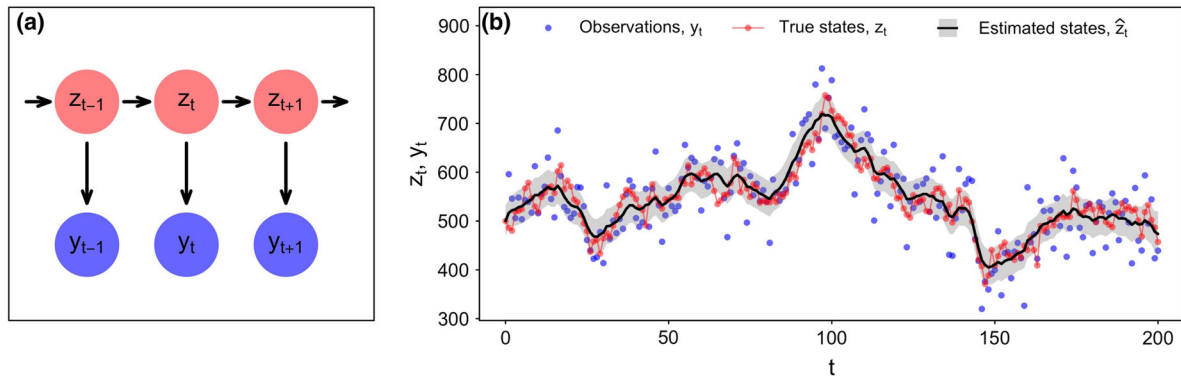 (a)
z_{t−1} z_t z_{t+1}
y_{t−1} y_t y_{t+1}
(b)
Observations, y_t True states, z_t Estimated states, ẑ_t
z_t, y_t
900
800
700
600
500
400
300
0 50 100 150 200
t